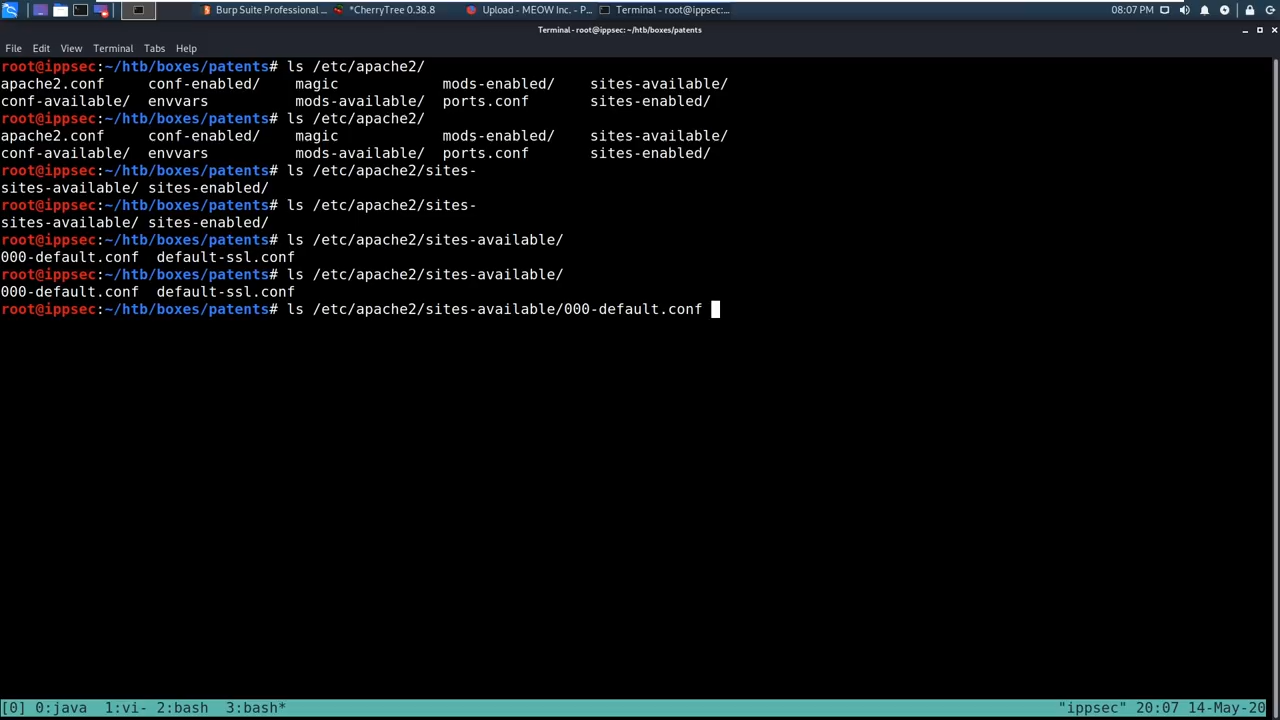 Burp Suite Professional ... *CherryTree 0.38.8 Upload - MEOW Inc. - P... Terminal - root@ippsec:... 08:07 PM
Terminal - root@ippsec: ~/htb/boxes/patents
File Edit View Terminal Tabs Help
root@ippsec:~/htb/boxes/patents# ls /etc/apache2/
apache2.conf conf-enabled/ magic mods-enabled/ sites-available/
conf-available/ envvars mods-available/ ports.conf sites-enabled/
root@ippsec:~/htb/boxes/patents# ls /etc/apache2/
apache2.conf conf-enabled/ magic mods-enabled/ sites-available/
conf-available/ envvars mods-available/ ports.conf sites-enabled/
root@ippsec:~/htb/boxes/patents# ls /etc/apache2/sites-
sites-available/ sites-enabled/
root@ippsec:~/htb/boxes/patents# ls /etc/apache2/sites-
sites-available/ sites-enabled/
root@ippsec:~/htb/boxes/patents# ls /etc/apache2/sites-available/
000-default.conf default-ssl.conf
root@ippsec:~/htb/boxes/patents# ls /etc/apache2/sites-available/
000-default.conf default-ssl.conf
root@ippsec:~/htb/boxes/patents# ls /etc/apache2/sites-available/000-default.conf
[0] 0:java 1:vi- 2:bash 3:bash* "ippsec" 20:07 14-May-20